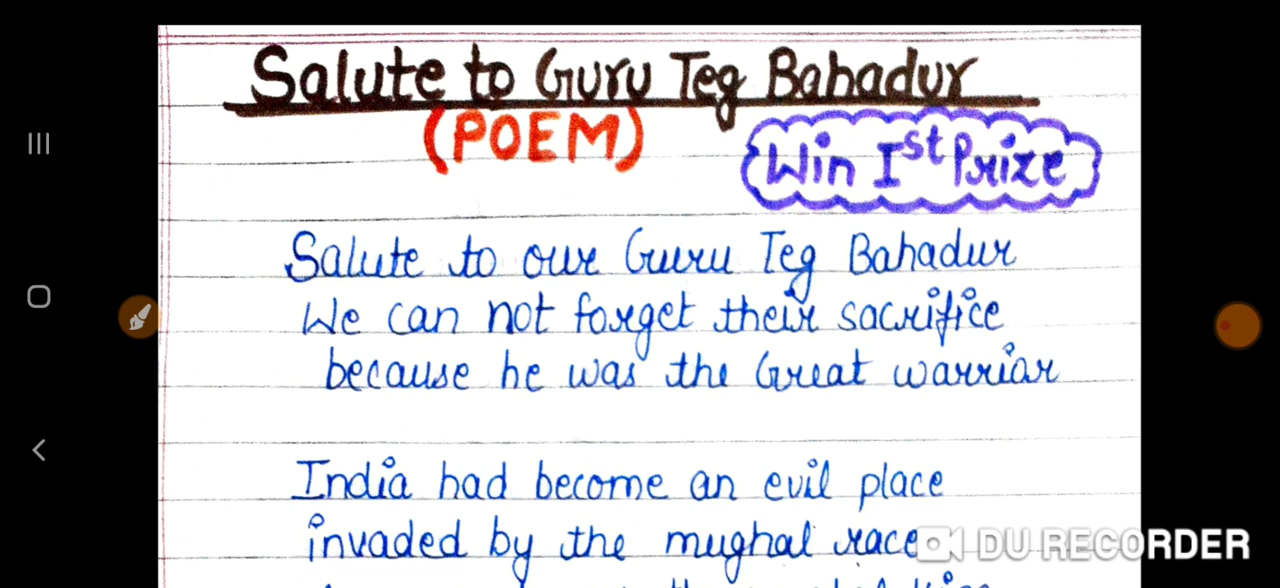 Salute to Guru Teg Bahadur
(POEM)
Win Ist Prize
Salute to our Guru Teg Bahadur
We can not forget their sacrifice
because he was the Great warriar
India had become an evil place
invaded by the mughal race
DU RECORDER